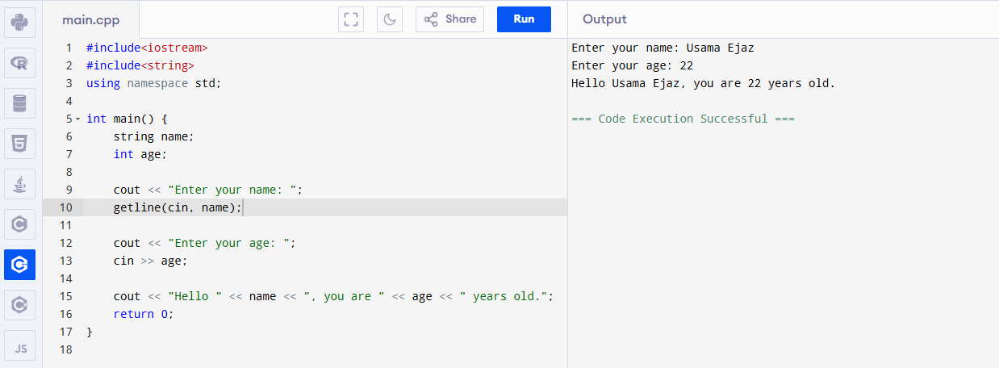 main.cpp
Share
Run
Output
1 #include<iostream>
2 #include<string>
3 using namespace std;
4
5 int main() {
6     string name;
7     int age;
8
9     cout << "Enter your name: ";
10     getline(cin, name);
11
12     cout << "Enter your age: ";
13     cin >> age;
14
15     cout << "Hello " << name << ", you are " << age << " years old.";
16     return 0;
17 }
18
Enter your name: Usama Ejaz
Enter your age: 22
Hello Usama Ejaz, you are 22 years old.
=== Code Execution Successful ===
R
5
C
C
C
JS